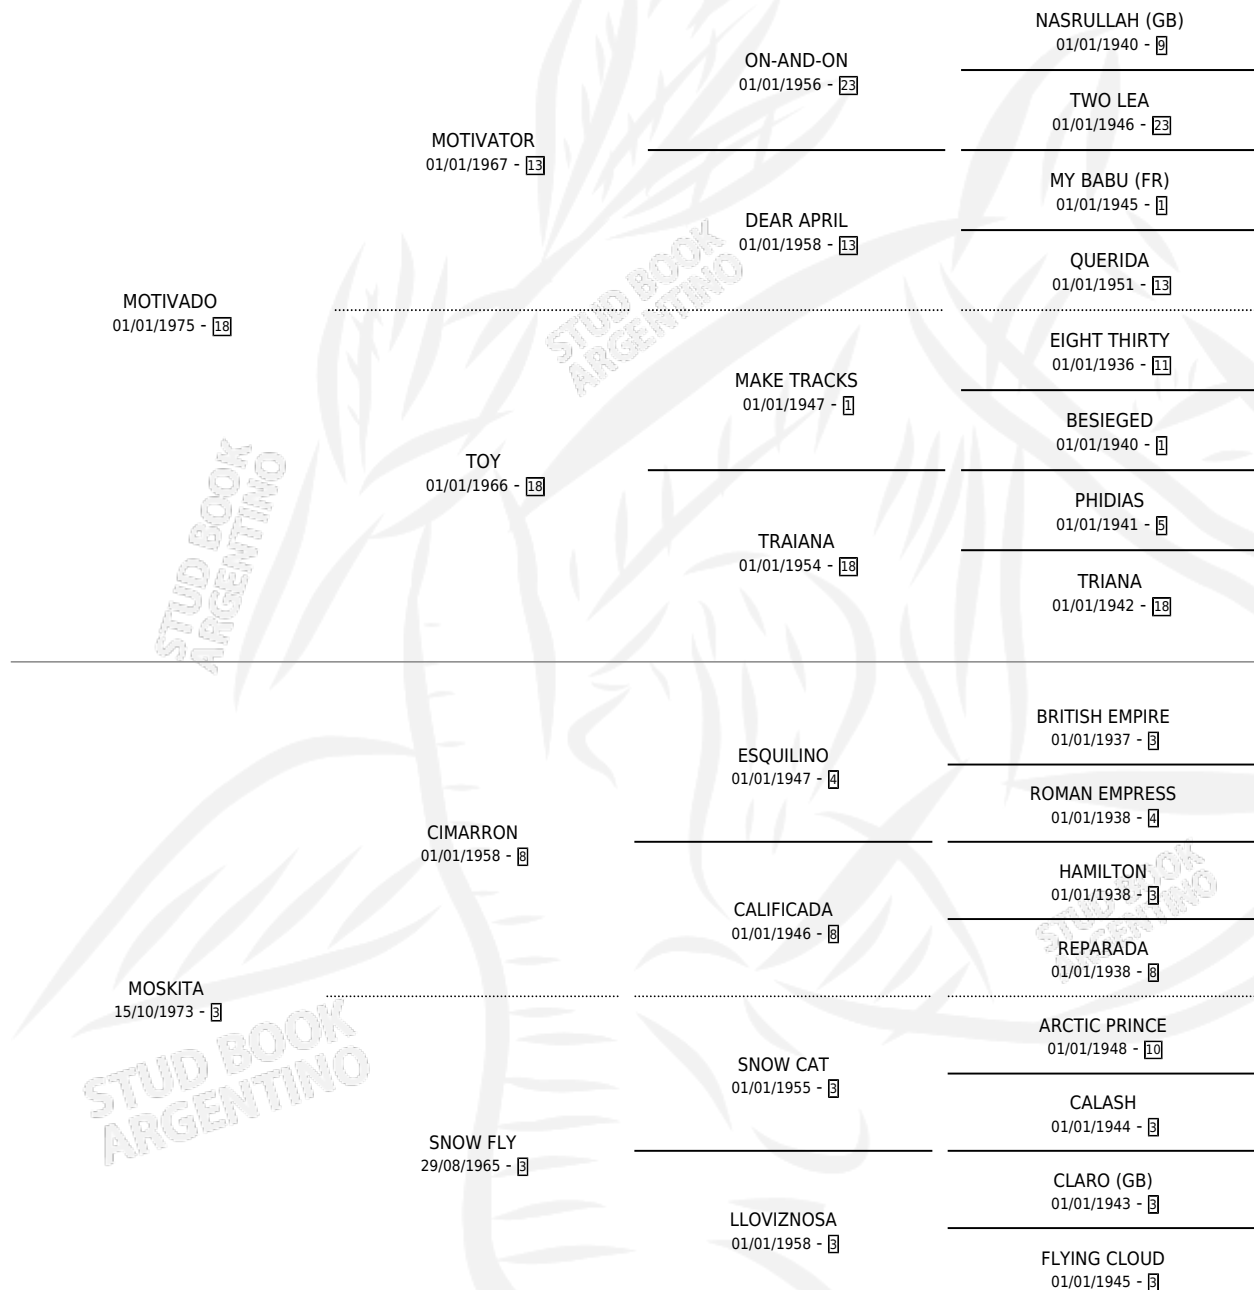 NASRULLAH (GB)
01/01/1940 - 9
ON-AND-ON
01/01/1956 - 23
TWO LEA
01/01/1946 - 23
MOTIVATOR
01/01/1967 - 13
MY BABU (FR)
01/01/1945 - 1
DEAR APRIL
01/01/1958 - 13
QUERIDA
01/01/1951 - 13
MOTIVADO
01/01/1975 - 18
EIGHT THIRTY
01/01/1936 - 11
MAKE TRACKS
01/01/1947 - 1
BESIEGED
01/01/1940 - 1
TOY
01/01/1966 - 18
PHIDIAS
01/01/1941 - 5
TRAIANA
01/01/1954 - 18
TRIANA
01/01/1942 - 18
BRITISH EMPIRE
01/01/1937 - 3
ESQUILINO
01/01/1947 - 4
ROMAN EMPRESS
01/01/1938 - 4
CIMARRON
01/01/1958 - 8
HAMILTON
01/01/1938 - 3
CALIFICADA
01/01/1946 - 8
REPARADA
01/01/1938 - 8
MOSKITA
15/10/1973 - 3
ARCTIC PRINCE
01/01/1948 - 10
SNOW CAT
01/01/1955 - 3
CALASH
01/01/1944 - 3
SNOW FLY
29/08/1965 - 3
CLARO (GB)
01/01/1943 - 3
LLOVIZNOSA
01/01/1958 - 3
FLYING CLOUD
01/01/1945 - 3
STUD BOOK
ARGENTINO
STUD BOOK
ARGENTINO
STUD BOOK
ARGENTINO
STUD BOOK
ARGENTINO